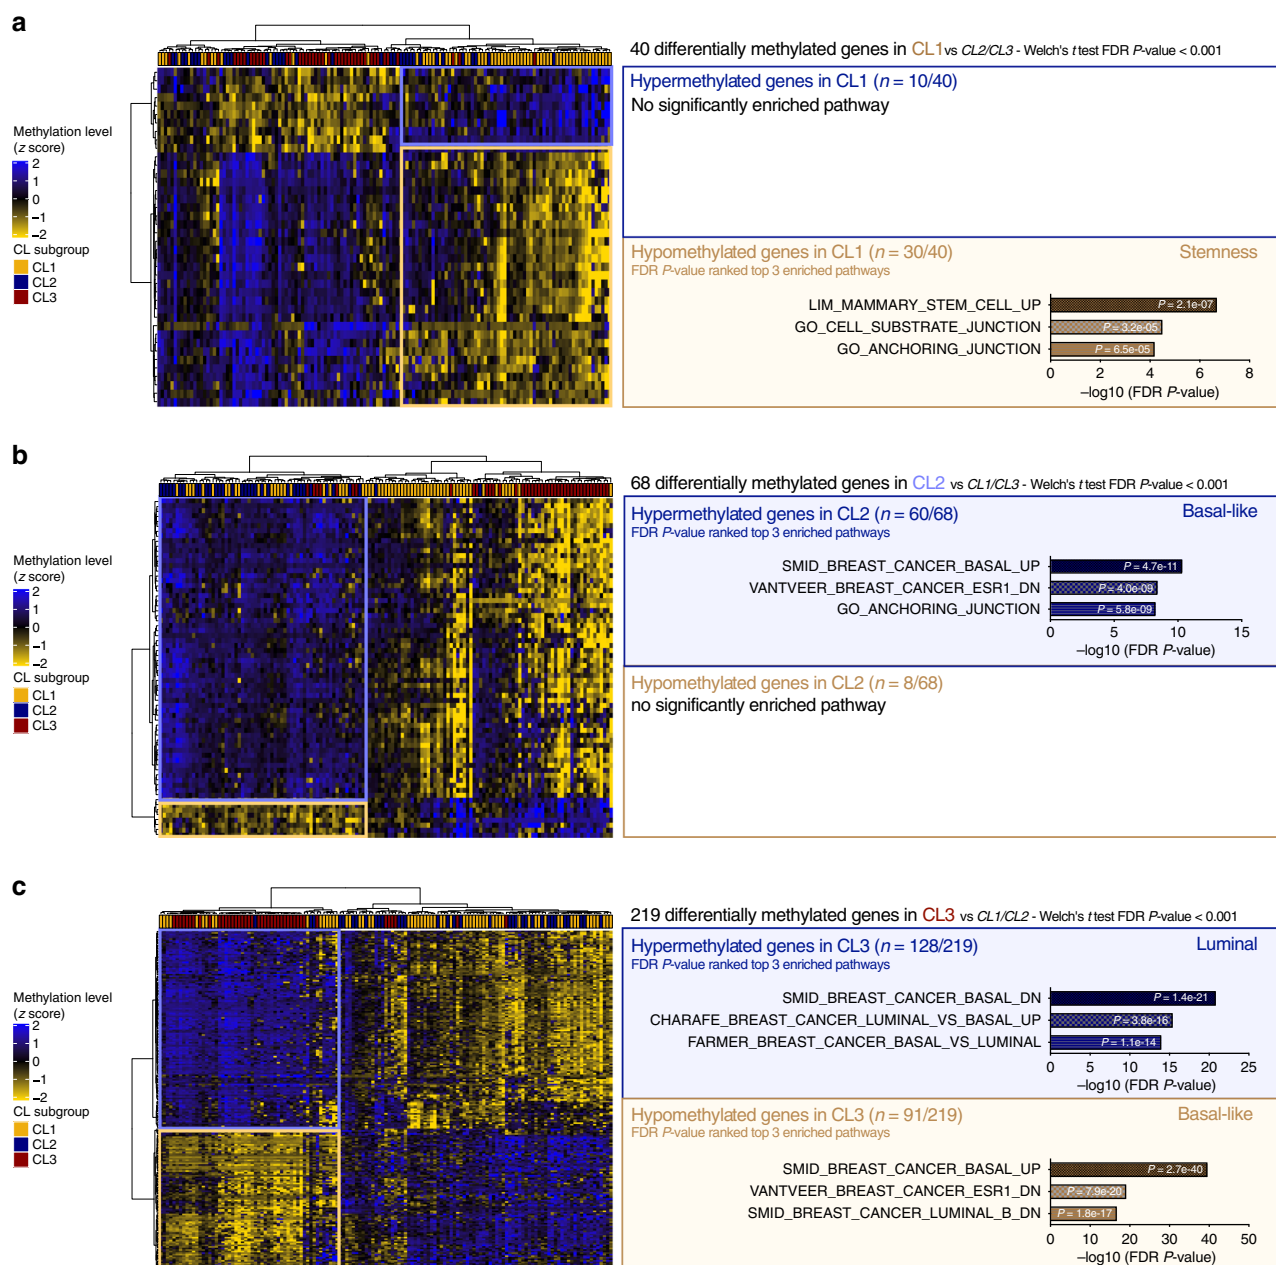 a
40 differentially methylated genes in CL1 vs CL2/CL3 - Welch's t test FDR P-value < 0.001
Methylation level
(z score)
2
1
0
−1
−2
CL subgroup
CL1
CL2
CL3
Hypermethylated genes in CL1 (n = 10/40)
No significantly enriched pathway
Hypomethylated genes in CL1 (n = 30/40)
Stemness
FDR P-value ranked top 3 enriched pathways
LIM_MAMMARY_STEM_CELL_UP
P = 2.1e-07
GO_CELL_SUBSTRATE_JUNCTION
P = 3.2e-05
GO_ANCHORING_JUNCTION
P = 6.5e-05
0 2 4 6 8
−log10 (FDR P-value)
b
68 differentially methylated genes in CL2 vs CL1/CL3 - Welch's t test FDR P-value < 0.001
Methylation level
(z score)
2
1
0
−1
−2
CL subgroup
CL1
CL2
CL3
Hypermethylated genes in CL2 (n = 60/68)
Basal-like
FDR P-value ranked top 3 enriched pathways
SMID_BREAST_CANCER_BASAL_UP
P = 4.7e-11
VANTVEER_BREAST_CANCER_ESR1_DN
P = 4.0e-09
GO_ANCHORING_JUNCTION
P = 5.8e-09
0 5 10 15
−log10 (FDR P-value)
Hypomethylated genes in CL2 (n = 8/68)
no significantly enriched pathway
c
219 differentially methylated genes in CL3 vs CL1/CL2 - Welch's t test FDR P-value < 0.001
Methylation level
(z score)
2
1
0
−1
−2
CL subgroup
CL1
CL2
CL3
Hypermethylated genes in CL3 (n = 128/219)
Luminal
FDR P-value ranked top 3 enriched pathways
SMID_BREAST_CANCER_BASAL_DN
P = 1.4e-21
CHARAFE_BREAST_CANCER_LUMINAL_VS_BASAL_UP
P = 3.8e-16
FARMER_BREAST_CANCER_BASAL_VS_LUMINAL
P = 1.1e-14
0 5 10 15 20 25
−log10 (FDR P-value)
Hypomethylated genes in CL3 (n = 91/219)
Basal-like
FDR P-value ranked top 3 enriched pathways
SMID_BREAST_CANCER_BASAL_UP
P = 2.7e-40
VANTVEER_BREAST_CANCER_ESR1_DN
P = 7.9e-20
SMID_BREAST_CANCER_LUMINAL_B_DN
P = 1.8e-17
0 10 20 30 40 50
−log10 (FDR P-value)